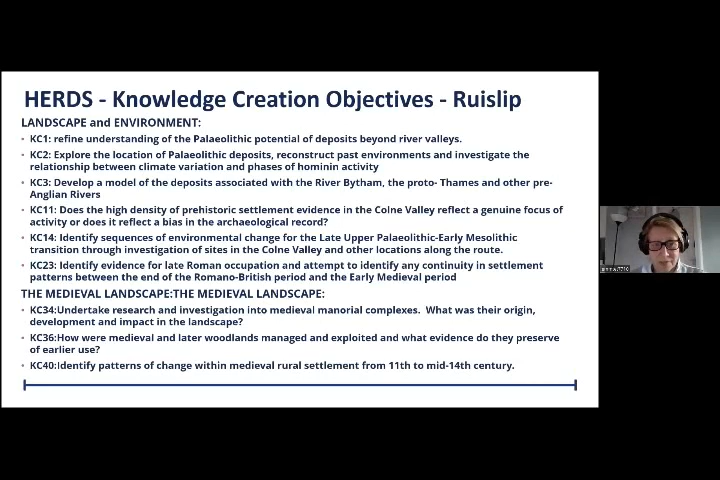 HERDS - Knowledge Creation Objectives - Ruislip
LANDSCAPE and ENVIRONMENT:
• KC1: refine understanding of the Palaeolithic potential of deposits beyond river valleys.
• KC2: Explore the location of Palaeolithic deposits, reconstruct past environments and investigate the
relationship between climate variation and phases of hominin activity
• KC3: Develop a model of the deposits associated with the River Bytham, the proto- Thames and other pre-
Anglian Rivers
• KC11: Does the high density of prehistoric settlement evidence in the Colne Valley reflect a genuine focus of
activity or does it reflect a bias in the archaeological record?
• KC14: Identify sequences of environmental change for the Late Upper Palaeolithic-Early Mesolithic
transition through investigation of sites in the Colne Valley and other locations along the route.
• KC23: Identify evidence for late Roman occupation and attempt to identify any continuity in settlement
patterns between the end of the Romano-British period and the Early Medieval period
THE MEDIEVAL LANDSCAPE:THE MEDIEVAL LANDSCAPE:
• KC34:Undertake research and investigation into medieval manorial complexes. What was their origin,
development and impact in the landscape?
• KC36:How were medieval and later woodlands managed and exploited and what evidence do they preserve
of earlier use?
• KC40:Identify patterns of change within medieval rural settlement from 11th to mid-14th century.